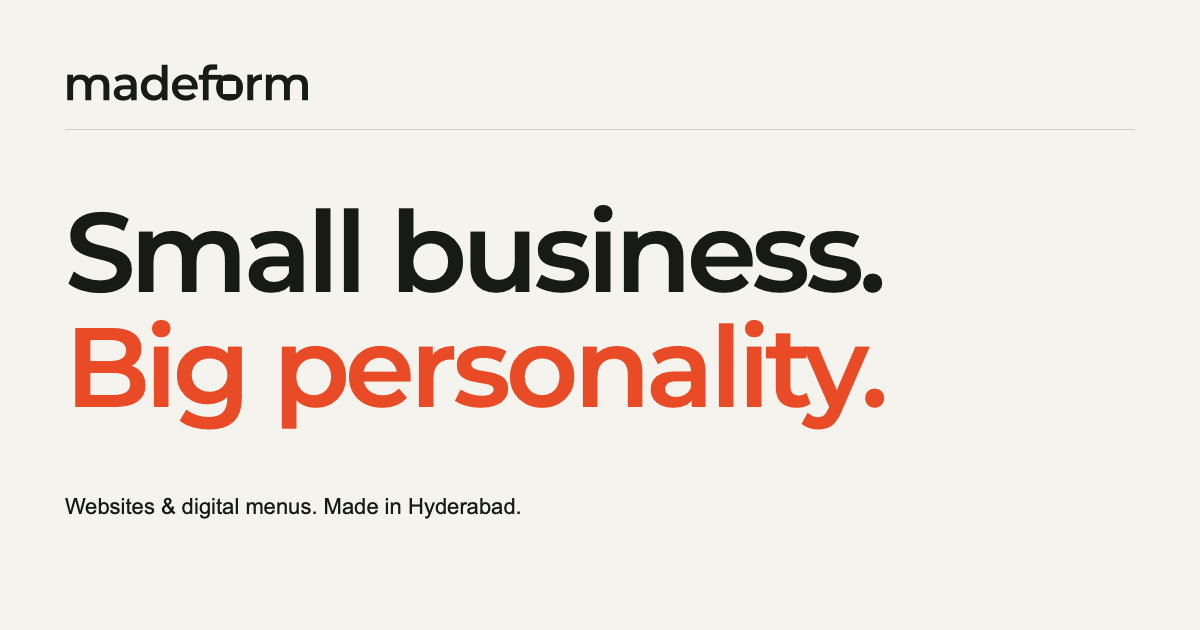 madeform
Small business.
Big personality.
Websites & digital menus. Made in Hyderabad.